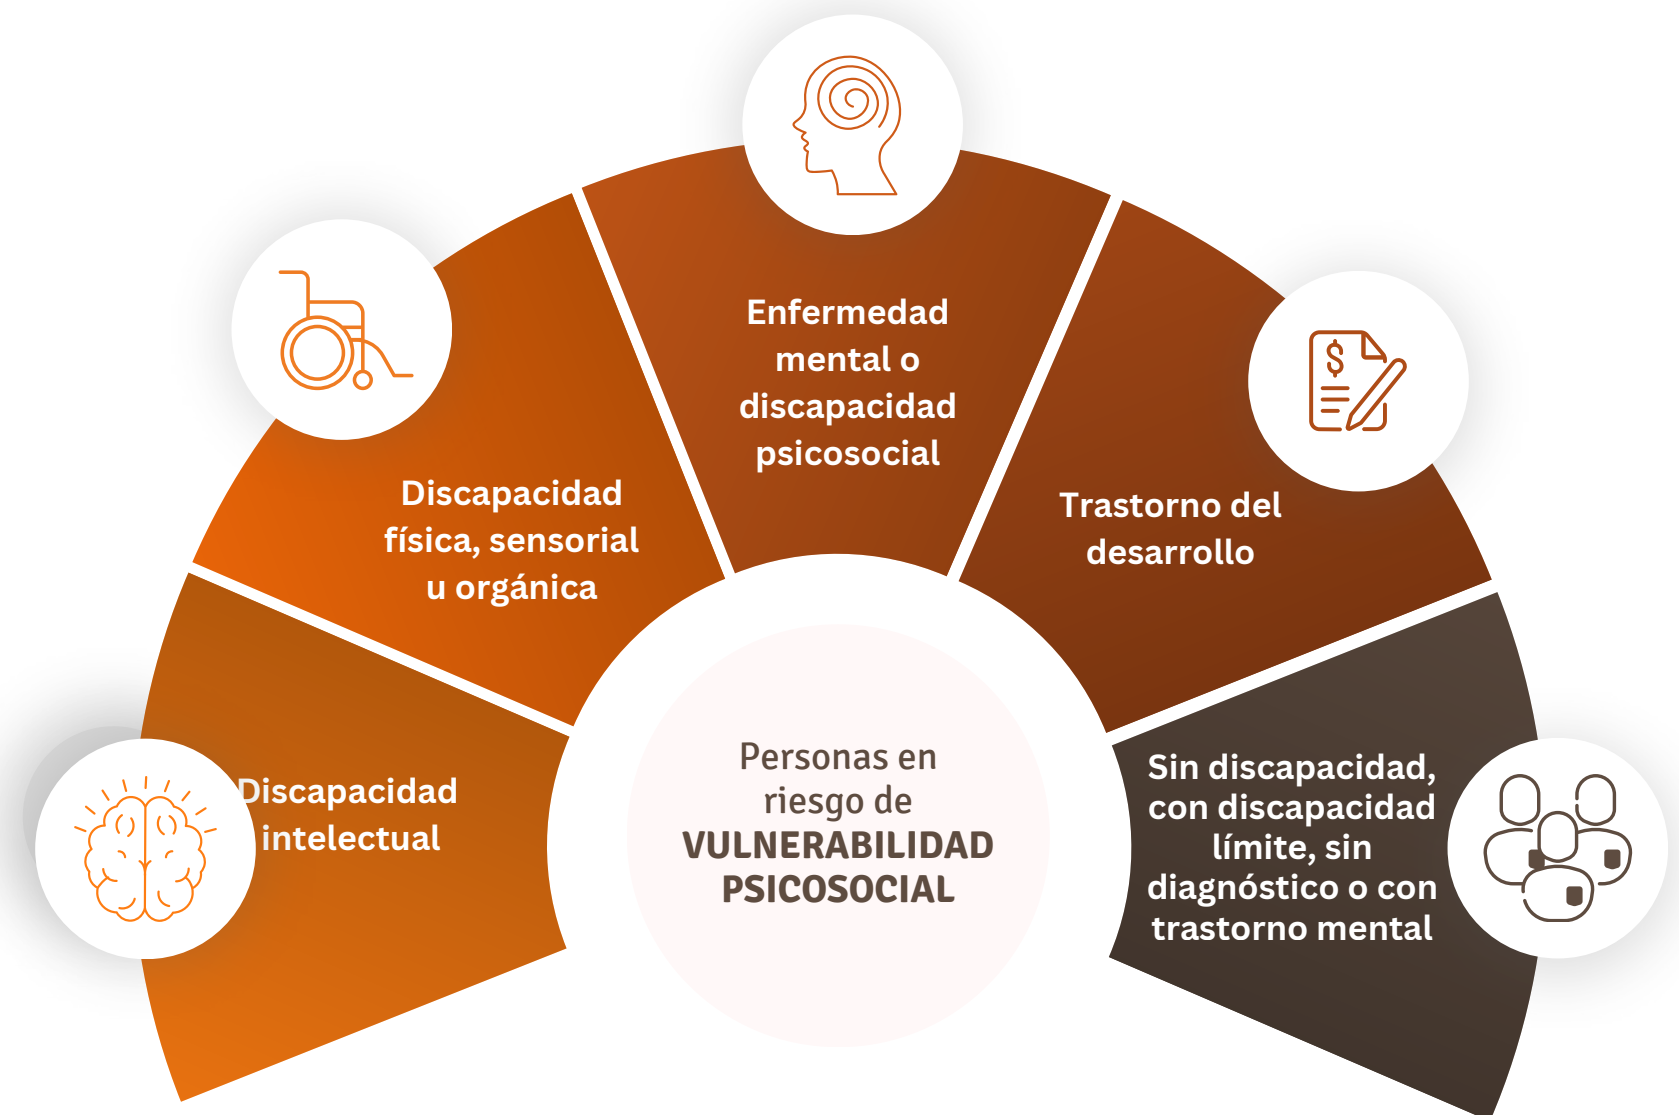 Enfermedad
mental o
discapacidad
psicosocial
Discapacidad
física, sensorial
u orgánica
Trastorno del
desarrollo
Discapacidad
intelectual
Personas en
riesgo de
VULNERABILIDAD
PSICOSOCIAL
Sin discapacidad,
con discapacidad
límite, sin
diagnóstico o con
trastorno mental
$